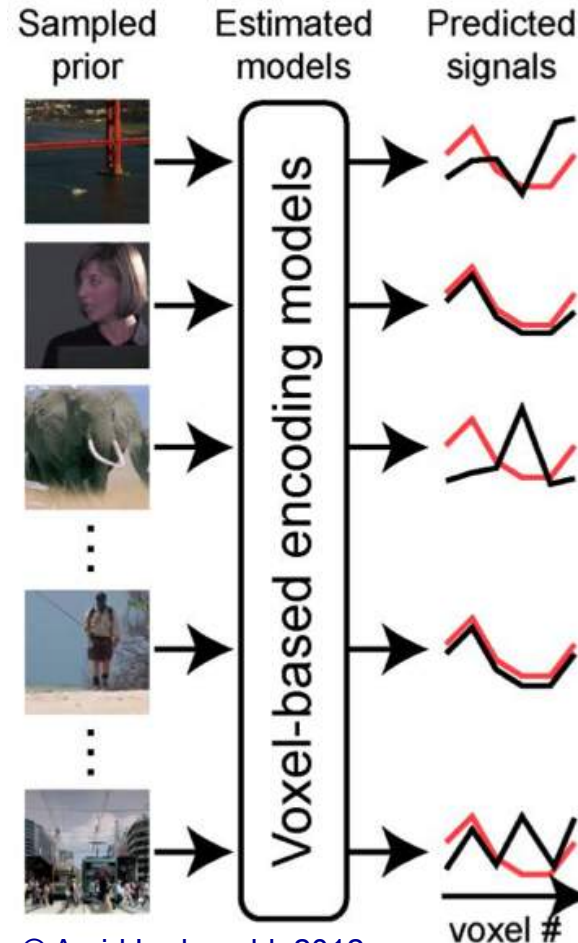 Sampled
prior
Estimated
models
Predicted
signals
Voxel-based encoding models
voxel #